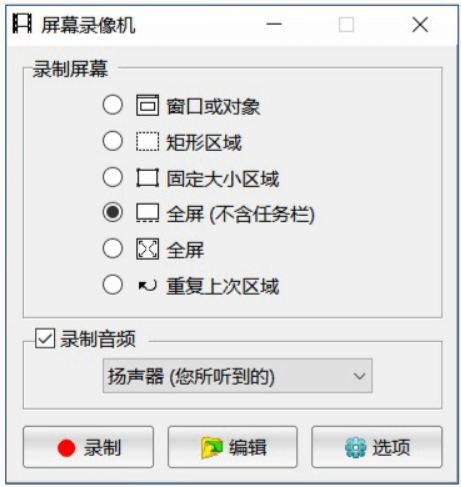 屏幕录像机
录制屏幕
窗口或对象
矩形区域
固定大小区域
全屏 (不含任务栏)
全屏
重复上次区域
录制音频
扬声器 (您所听到的)
录制 编辑 选项